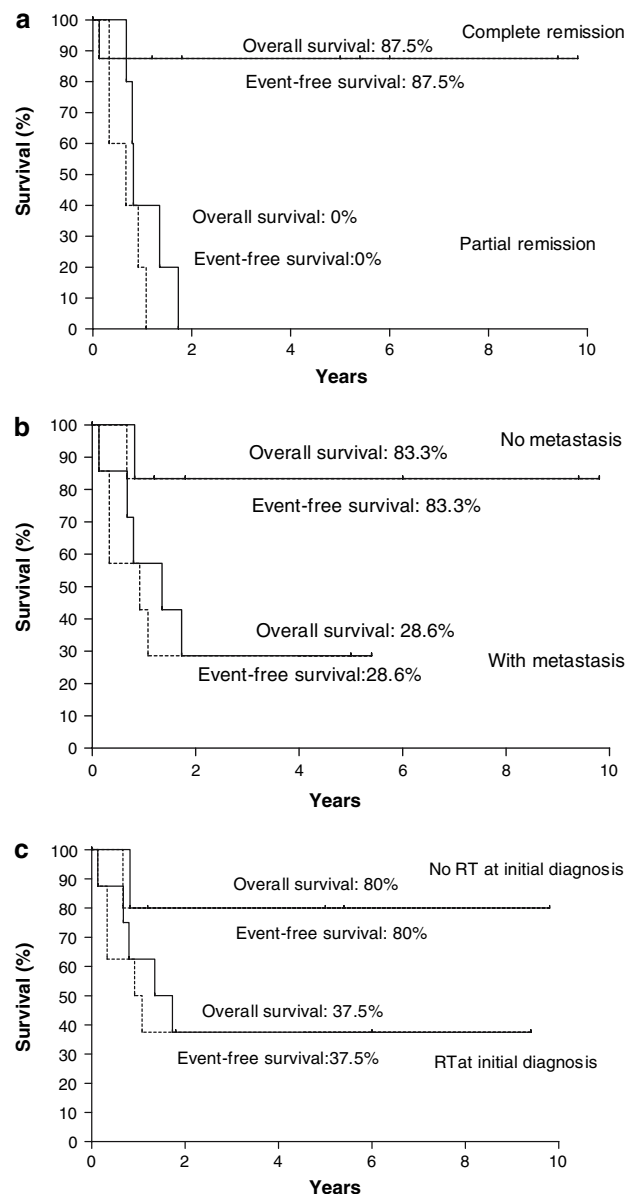 a
Complete remission
Overall survival: 87.5%
Event-free survival: 87.5%
Overall survival: 0%
Event-free survival:0%
Partial remission
Survival (%)
100
90
80
70
60
50
40
30
20
10
0
0 2 4 6 8 10
Years
b
No metastasis
Overall survival: 83.3%
Event-free survival: 83.3%
Overall survival: 28.6%
Event-free survival:28.6%
With metastasis
Survival (%)
100
90
80
70
60
50
40
30
20
10
0
0 2 4 6 8 10
Years
c
No RT at initial diagnosis
Overall survival: 80%
Event-free survival: 80%
Overall survival: 37.5%
Event-free survival:37.5%
RTat initial diagnosis
Survival (%)
100
90
80
70
60
50
40
30
20
10
0
0 2 4 6 8 10
Years